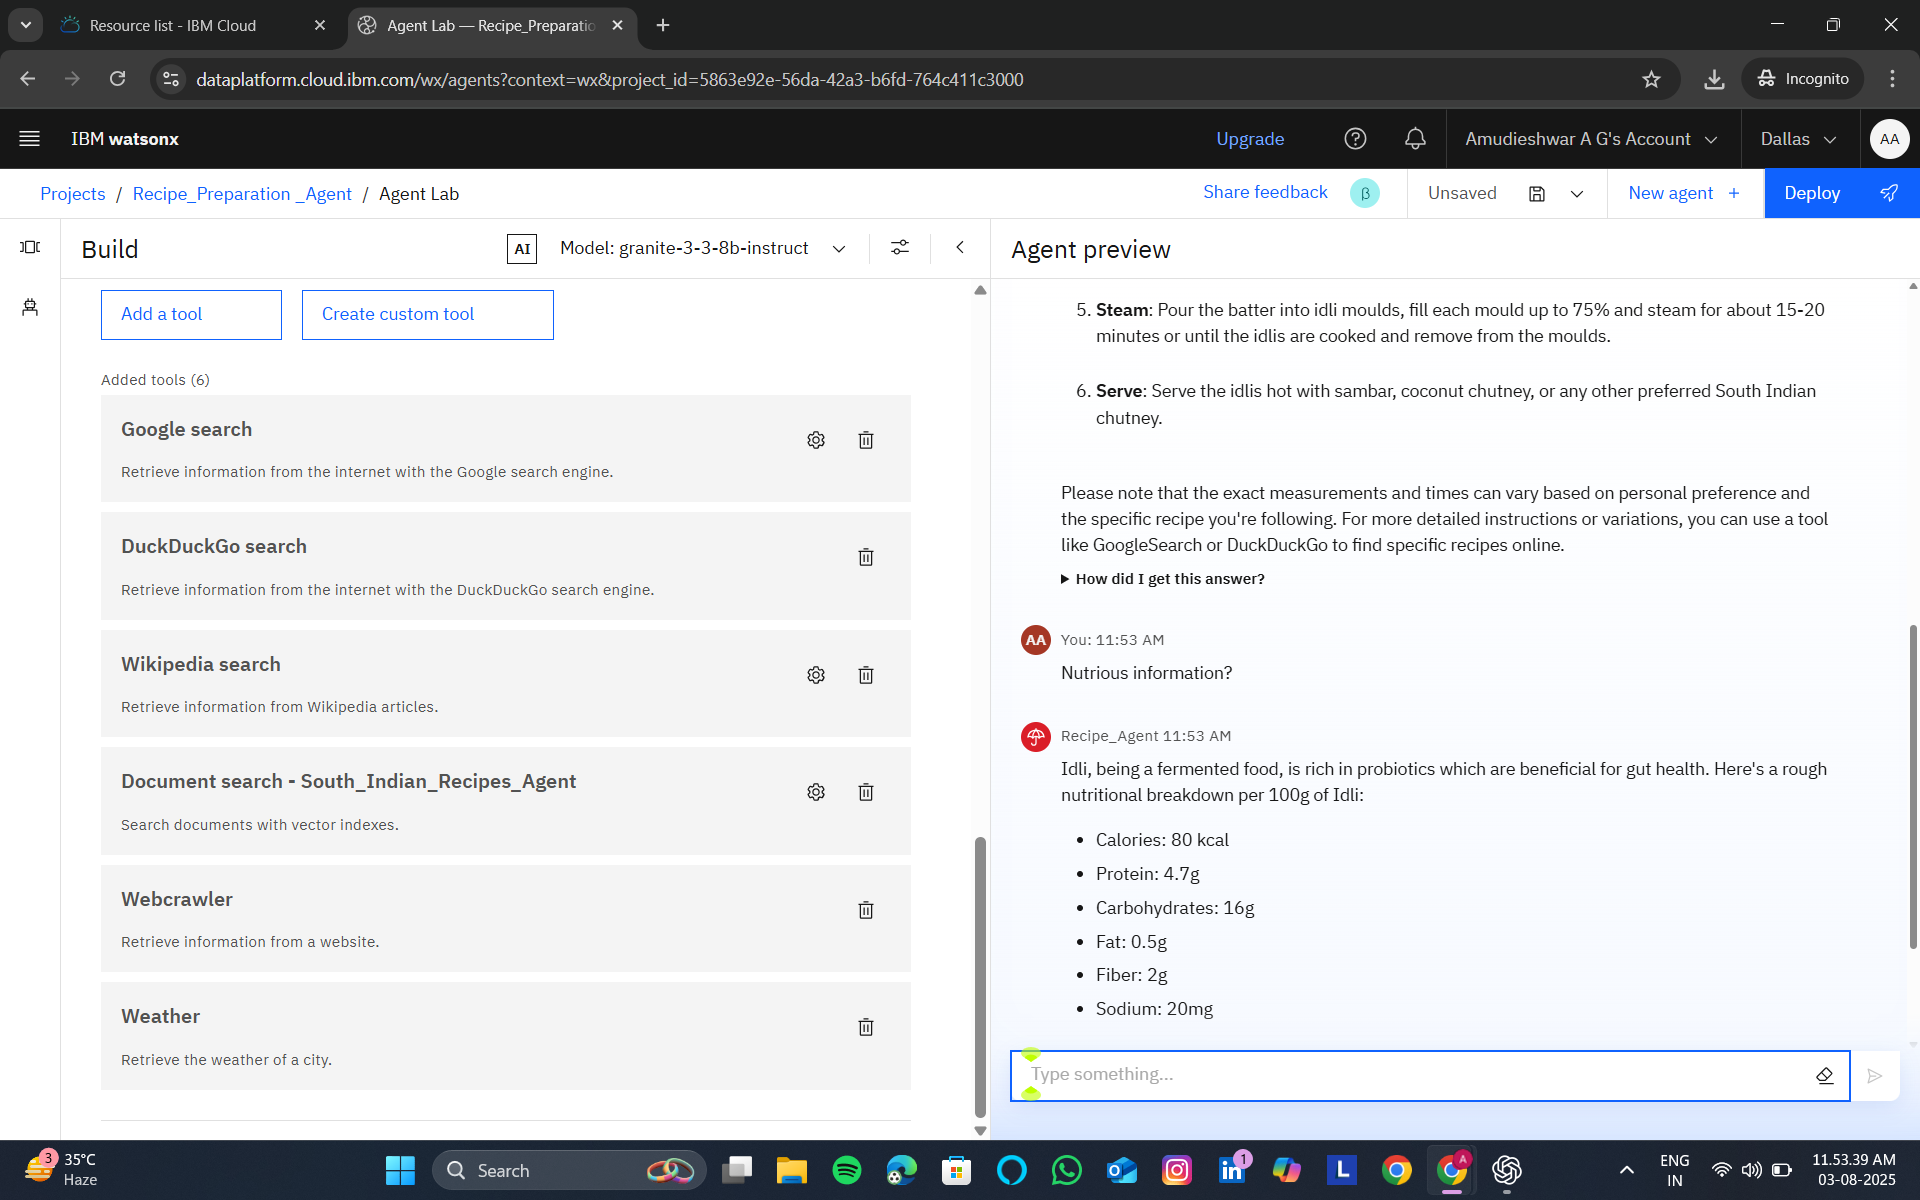 Resource list - IBM Cloud
Agent Lab — Recipe_Preparatio
dataplatform.cloud.ibm.com/wx/agents?context=wx&project_id=5863e92e-56da-42a3-b6fd-764c411c3000
Incognito
IBM watsonx
Upgrade
Amudieshwar A G's Account
Dallas
AA
Projects / Recipe_Preparation _Agent / Agent Lab
Share feedback
β
Unsaved
New agent +
Deploy
Build
AI
Model: granite-3-3-8b-instruct
Add a tool
Create custom tool
Added tools (6)
Google search
Retrieve information from the internet with the Google search engine.
DuckDuckGo search
Retrieve information from the internet with the DuckDuckGo search engine.
Wikipedia search
Retrieve information from Wikipedia articles.
Document search - South_Indian_Recipes_Agent
Search documents with vector indexes.
Webcrawler
Retrieve information from a website.
Weather
Retrieve the weather of a city.
Agent preview
5. Steam: Pour the batter into idli moulds, fill each mould up to 75% and steam for about 15-20
minutes or until the idlis are cooked and remove from the moulds.
6. Serve: Serve the idlis hot with sambar, coconut chutney, or any other preferred South Indian
chutney.
Please note that the exact measurements and times can vary based on personal preference and
the specific recipe you're following. For more detailed instructions or variations, you can use a tool
like GoogleSearch or DuckDuckGo to find specific recipes online.
How did I get this answer?
AA
You: 11:53 AM
Nutrious information?
Recipe_Agent 11:53 AM
Idli, being a fermented food, is rich in probiotics which are beneficial for gut health. Here's a rough
nutritional breakdown per 100g of Idli:
• Calories: 80 kcal
• Protein: 4.7g
• Carbohydrates: 16g
• Fat: 0.5g
• Fiber: 2g
• Sodium: 20mg
Type something...
3
35°C
Haze
Search
1
L
A
ENG
IN
11.53.39 AM
03-08-2025